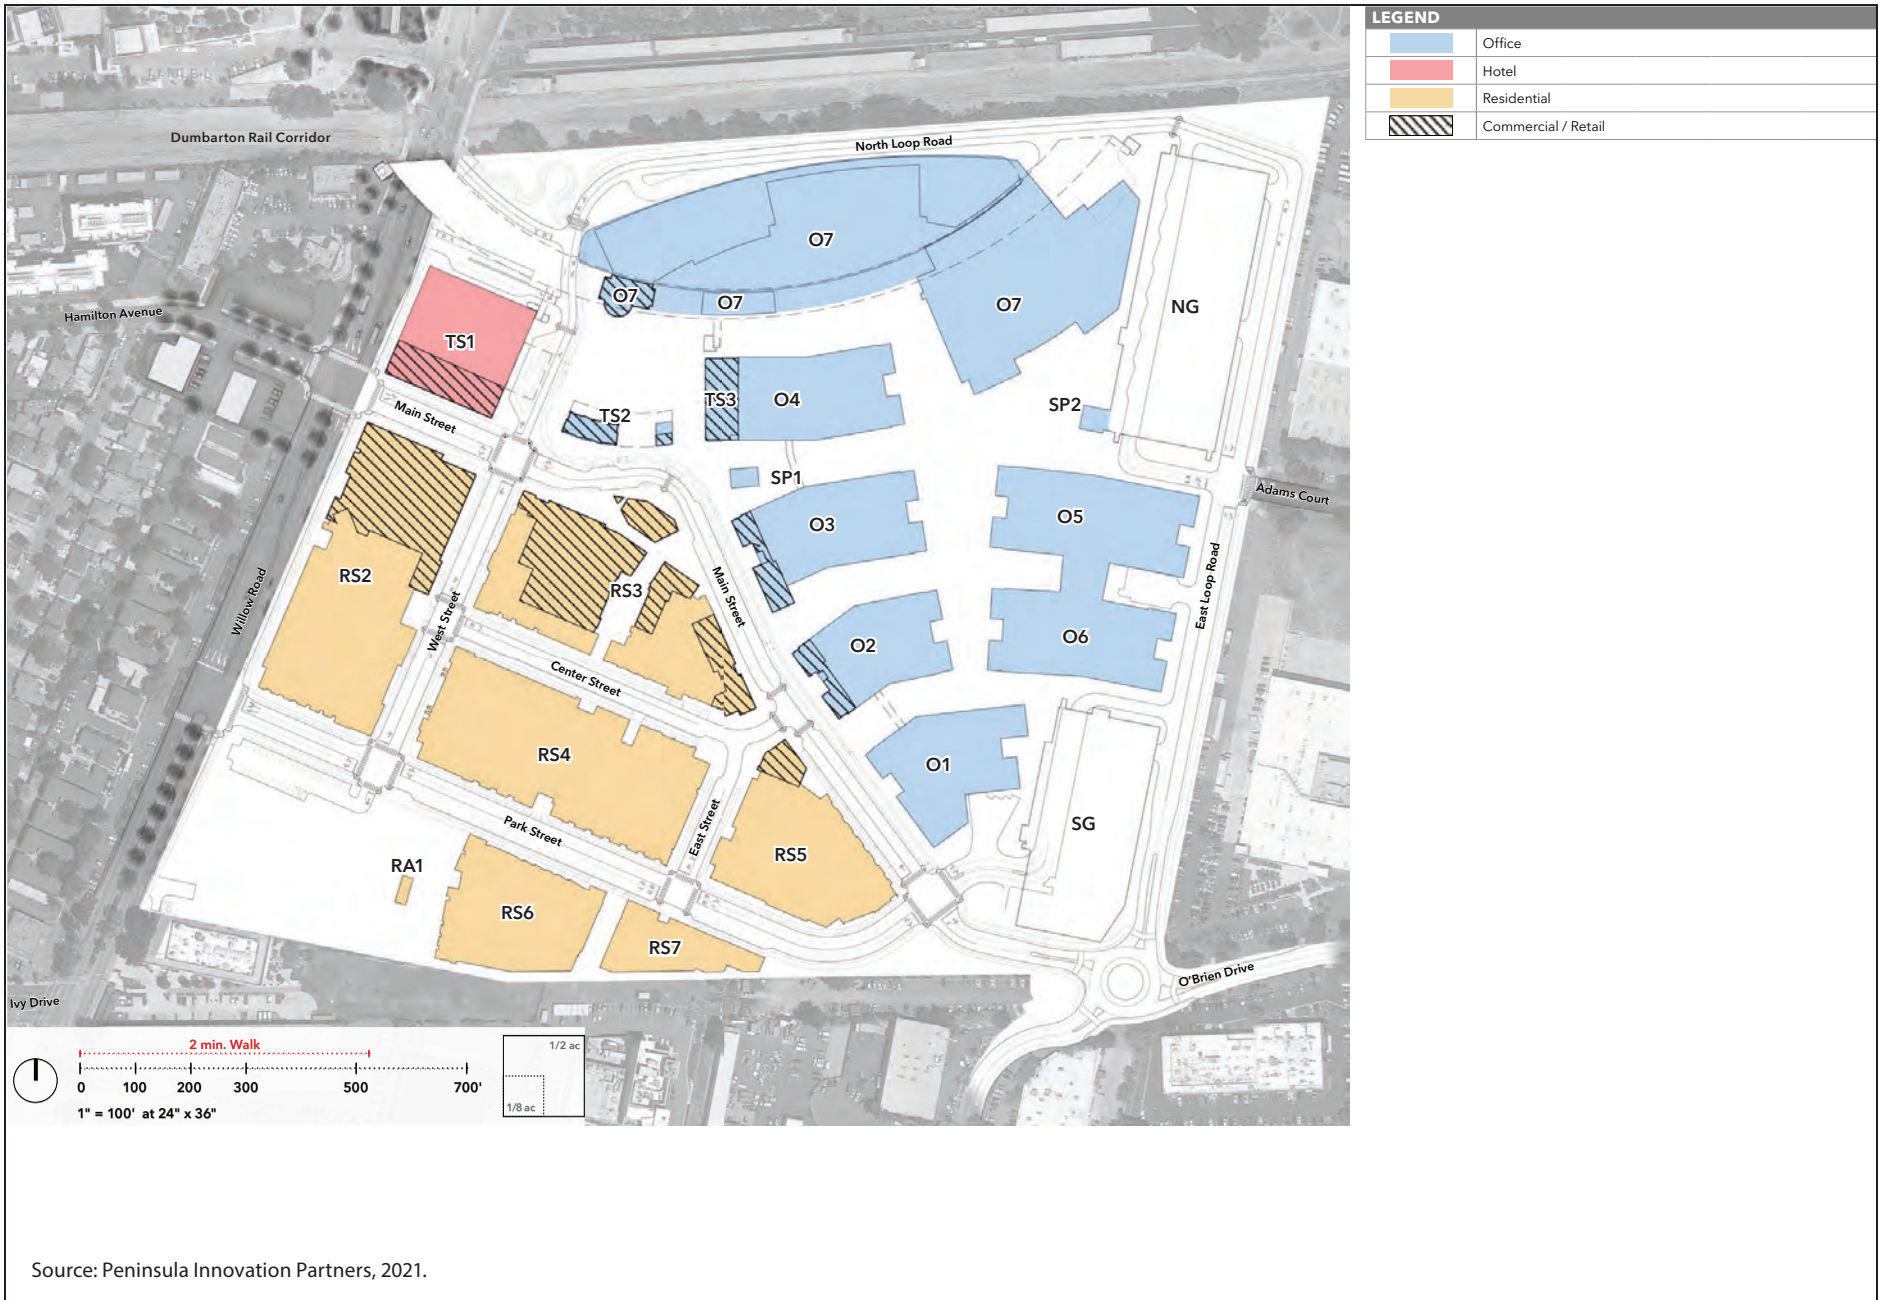 LEGEND
Office
Hotel
Residential
Commercial / Retail
Dumbarton Rail Corridor
North Loop Road
O7
O7
O7
O7
NG
Hamilton Avenue
TS1
TS2
TS3
O4
SP2
Main Street
SP1
Adams Court
O3
O5
RS2
RS3
Main Street
East Loop Road
Willow Road
West Street
O2
O6
Center Street
RS4
O1
East Street
Park Street
RS5
SG
RA1
RS6
RS7
O'Brien Drive
Ivy Drive
2 min. Walk
0 100 200 300 500 700'
1" = 100' at 24" x 36"
1/2 ac
1/8 ac
Source: Peninsula Innovation Partners, 2021.